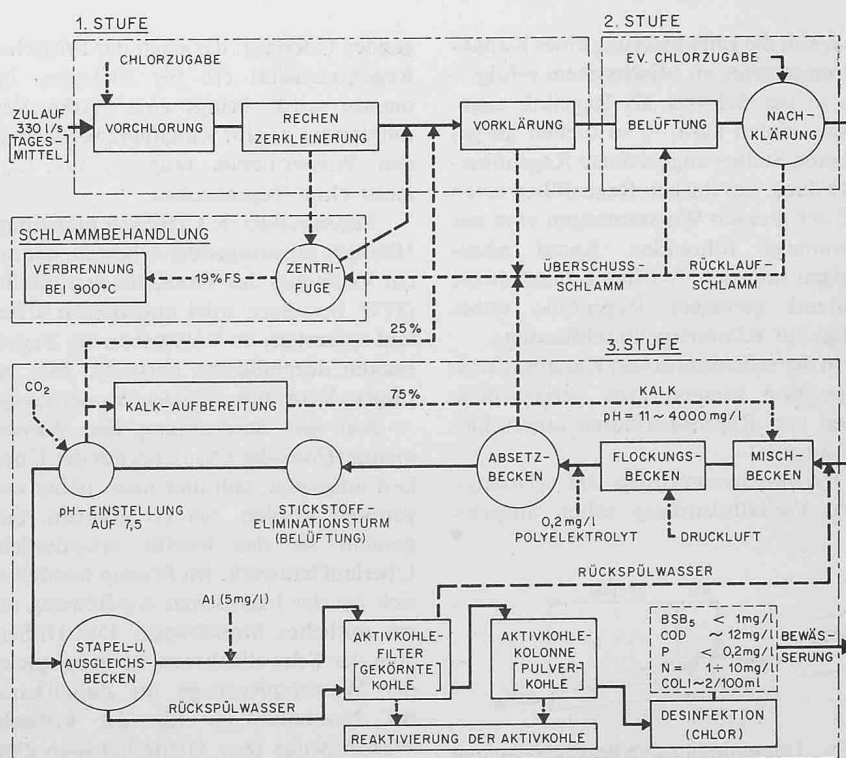 1. STUFE
2. STUFE
CHLORZUGABE
EV. CHLORZUGABE
ZULAUF
330 l/s
TAGES-
MITTEL
VORCHLORUNG
RECHEN
ZERKLEINERUNG
VORKLÄRUNG
BELÜFTUNG
NACH-
KLÄRUNG
SCHLAMMBEHANDLUNG
VERBRENNUNG
BEI 900°C
19% FS
ZENTRI-
FUGE
ÜBERSCHUSS-
SCHLAMM
RÜCKLAUF-
SCHLAMM
25%
3. STUFE
CO2
KALK-AUFBEREITUNG
75%
KALK
pH = 11 ~ 4000 mg/l
ABSETZ-
BECKEN
FLOCKUNGS-
BECKEN
MISCH-
BECKEN
pH-EINSTELLUNG
AUF 7,5
STICKSTOFF-
ELIMINATIONSTURM
(BELÜFTUNG)
0,2 mg/l
POLYELEKTROLYT
DRUCKLUFT
RÜCKSPÜLWASSER
Al (5mg/l)
STAPEL-U.
AUSGLEICHS-
BECKEN
RÜCKSPÜLWASSER
AKTIVKOHLE-
FILTER
GEKÖRNTE
KOHLE
AKTIVKOHLE-
KOLONNE
PULVER-
KOHLE
BSB5 < 1mg/l
COD < 12mg/l
P < 0,2mg/l
N = 1 - 10mg/l
COLI ~ 2/100ml
BEWÄS-
SERUNG
REAKTIVIERUNG DER AKTIVKOHLE
DESINFEKTION
(CHLOR)